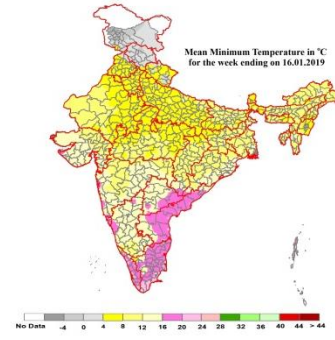 Mean Minimum Temperature in °C
for the week ending on 16.01.2019
No Data -4 0 4 8 12 16 20 24 28 32 36 40 44 > 44